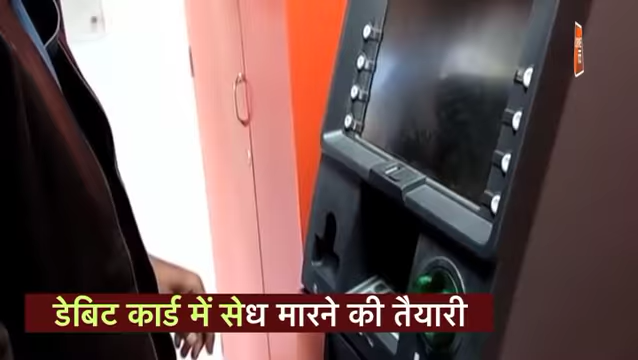 डेबिट कार्ड में सेध मारने की तैयारी